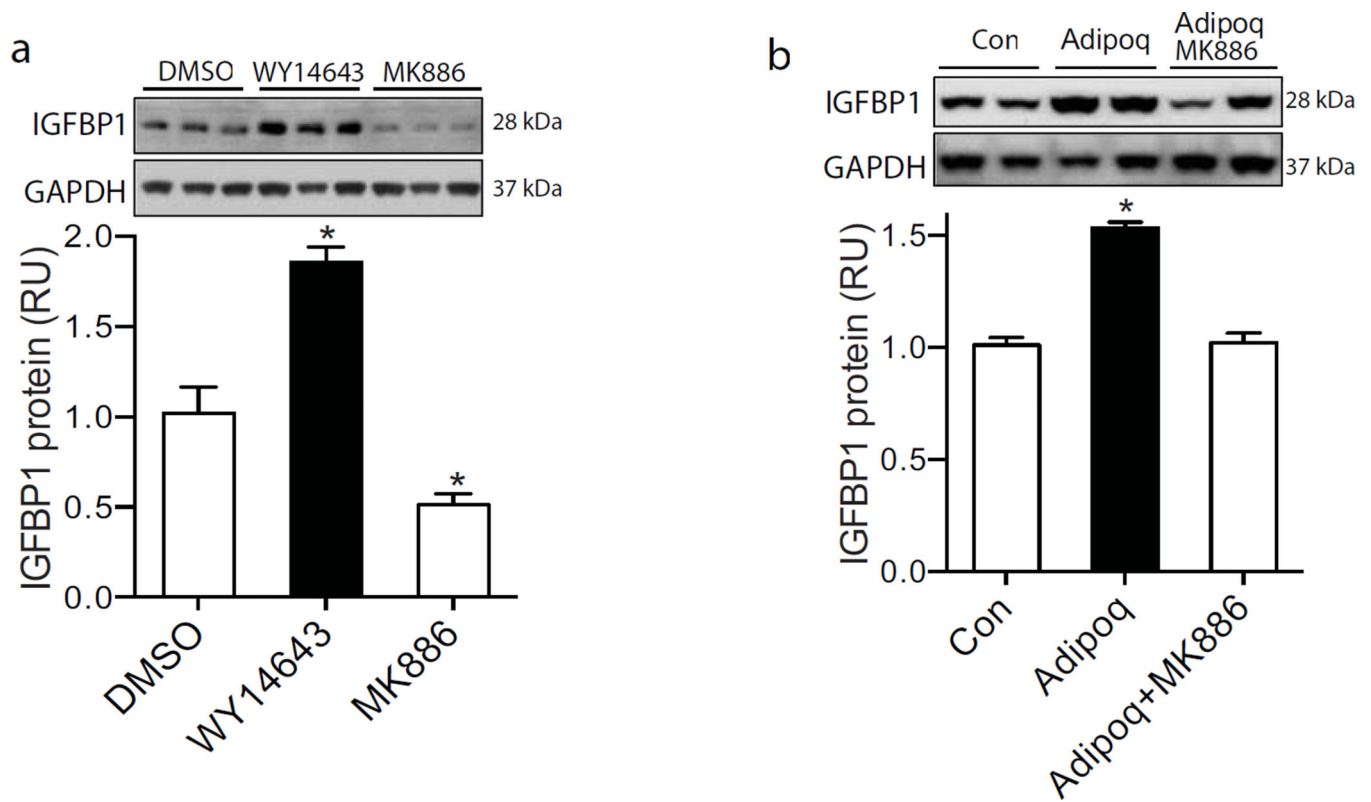 a
DMSO WY14643 MK886
IGFBP1 28 kDa
GAPDH 37 kDa
IGFBP1 protein (RU)
2.0
1.5
1.0
0.5
0.0
* *
DMSO
WY14643
MK886
b
Con Adipoq Adipoq
MK886
IGFBP1 28 kDa
GAPDH 37 kDa
IGFBP1 protein (RU)
1.5
1.0
0.5
0.0
*
Con
Adipoq
Adipoq+MK886